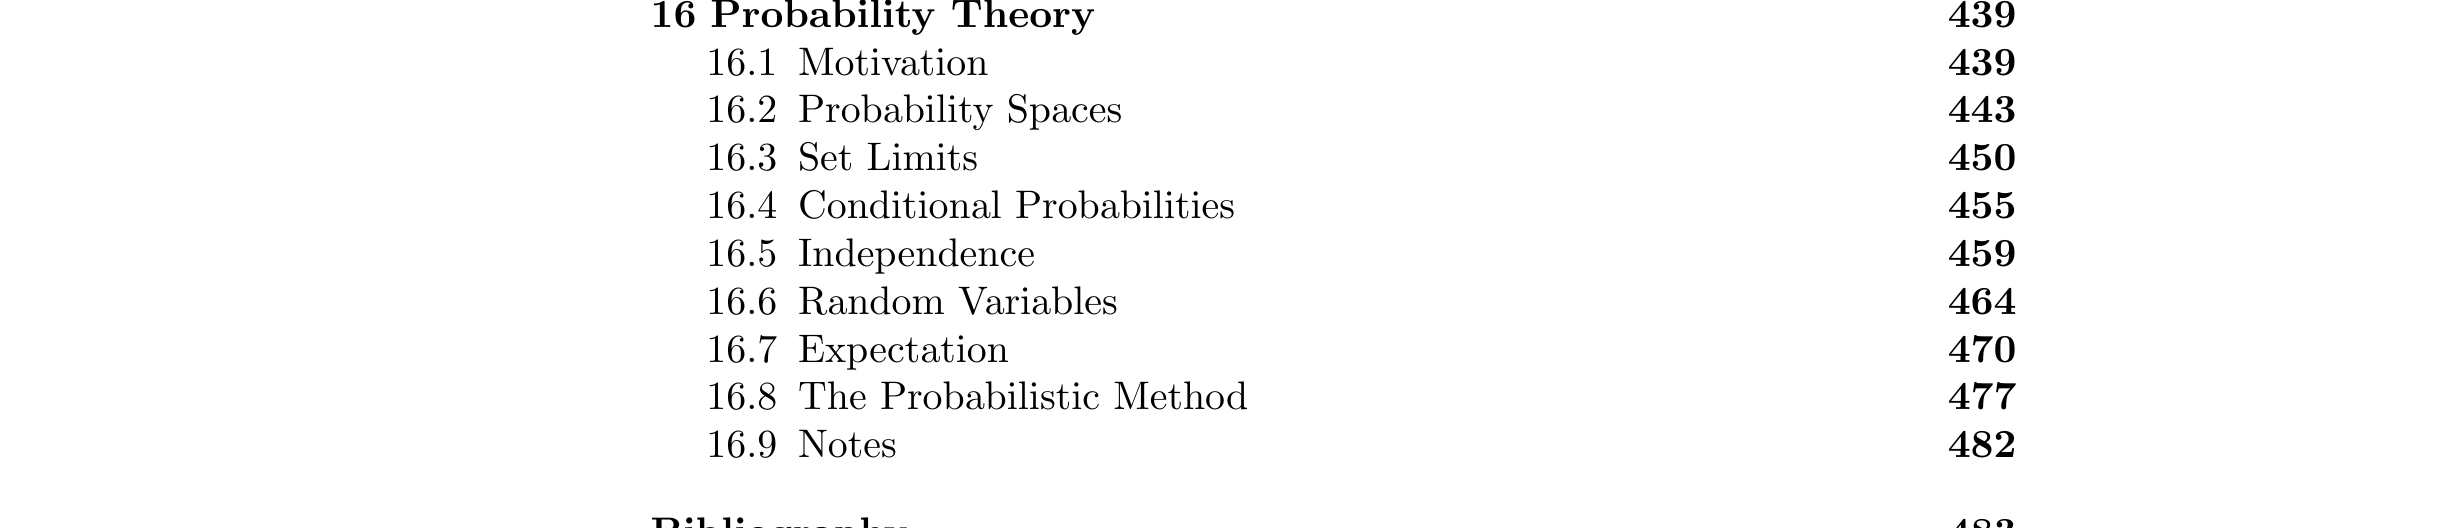 16 Probability Theory 439
16.1 Motivation 439
16.2 Probability Spaces 443
16.3 Set Limits 450
16.4 Conditional Probabilities 455
16.5 Independence 459
16.6 Random Variables 464
16.7 Expectation 470
16.8 The Probabilistic Method 477
16.9 Notes 482
Bibliography 483